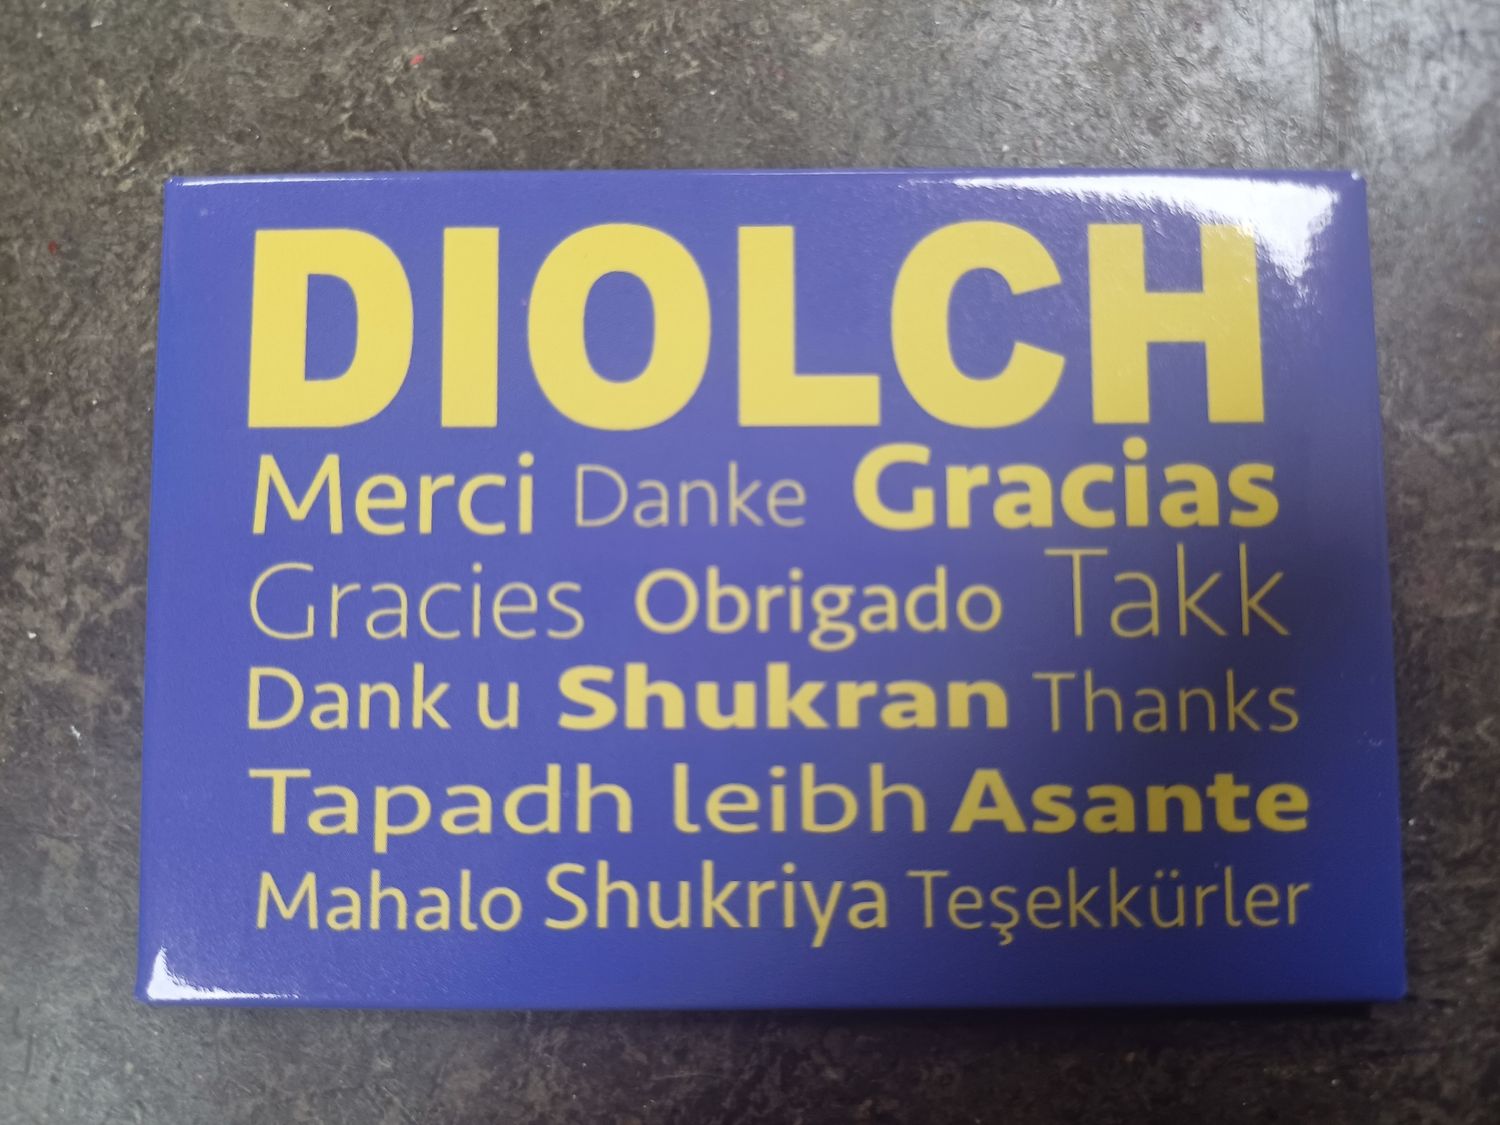 DIOLCH
Merci Danke Gracias
Gracies Obrigado Takk
Dank u Shukran Thanks
Tapadh leibh Asante
Mahalo Shukriya Teşekkürler